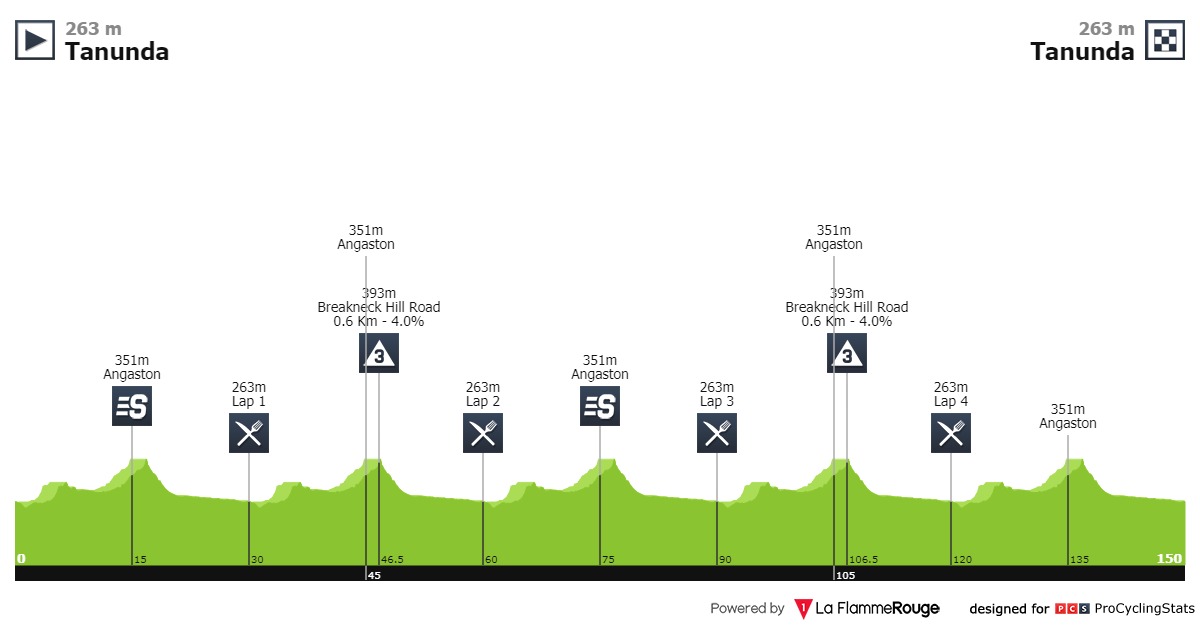 263 m
Tanunda
263 m
Tanunda
351m
Angaston
351m
Angaston
393m
Breakneck Hill Road
0.6 Km - 4.0%
3
393m
Breakneck Hill Road
0.6 Km - 4.0%
3
351m
Angaston
S
263m
Lap 1
263m
Lap 2
351m
Angaston
S
263m
Lap 3
263m
Lap 4
351m
Angaston
0
15
30
46.5
60
75
90
106.5
120
135
150
45
105
Powered by 1 La FlammeRouge designed for PCS ProCyclingStats